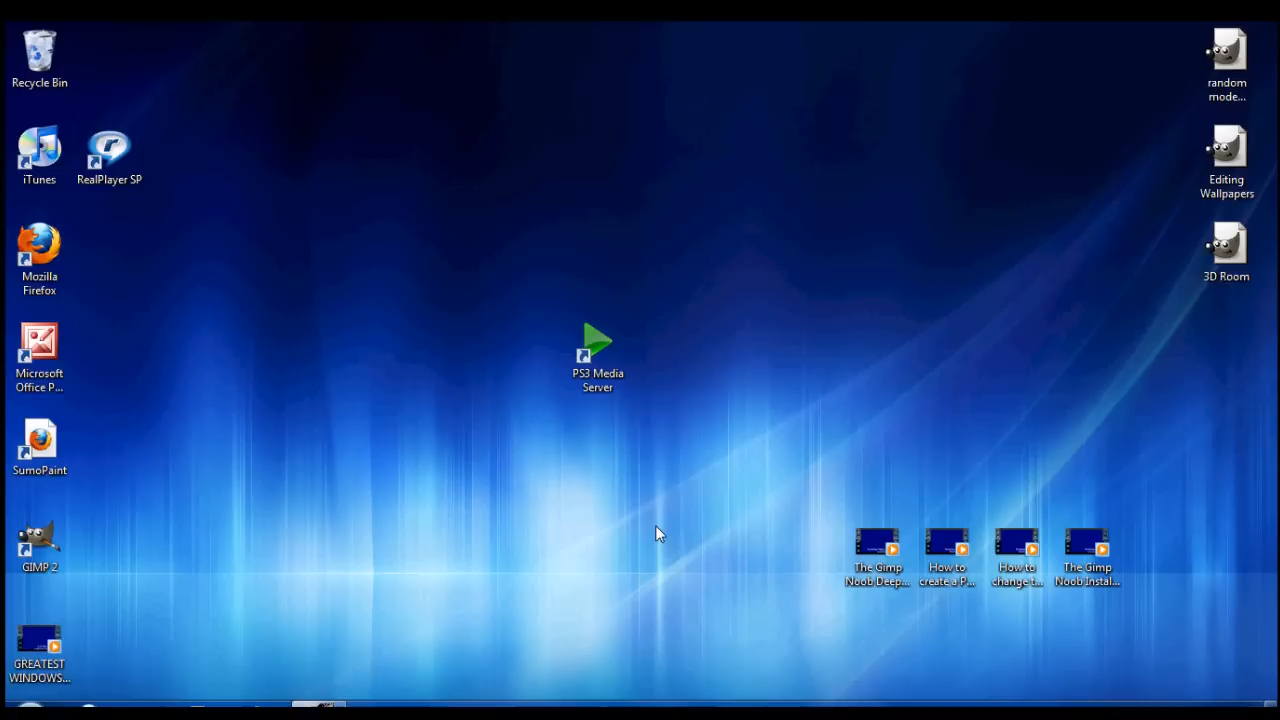 Recycle Bin
iTunes
RealPlayer SP
Mozilla
Firefox
Microsoft
Office P...
SumoPaint
GIMP 2
GREATEST
WINDOWS...
PS3 Media
Server
The Gimp
Noob Deep...
How to
create a P...
How to
change t...
The Gimp
Noob Instal...
random
mode...
Editing
Wallpapers
3D Room